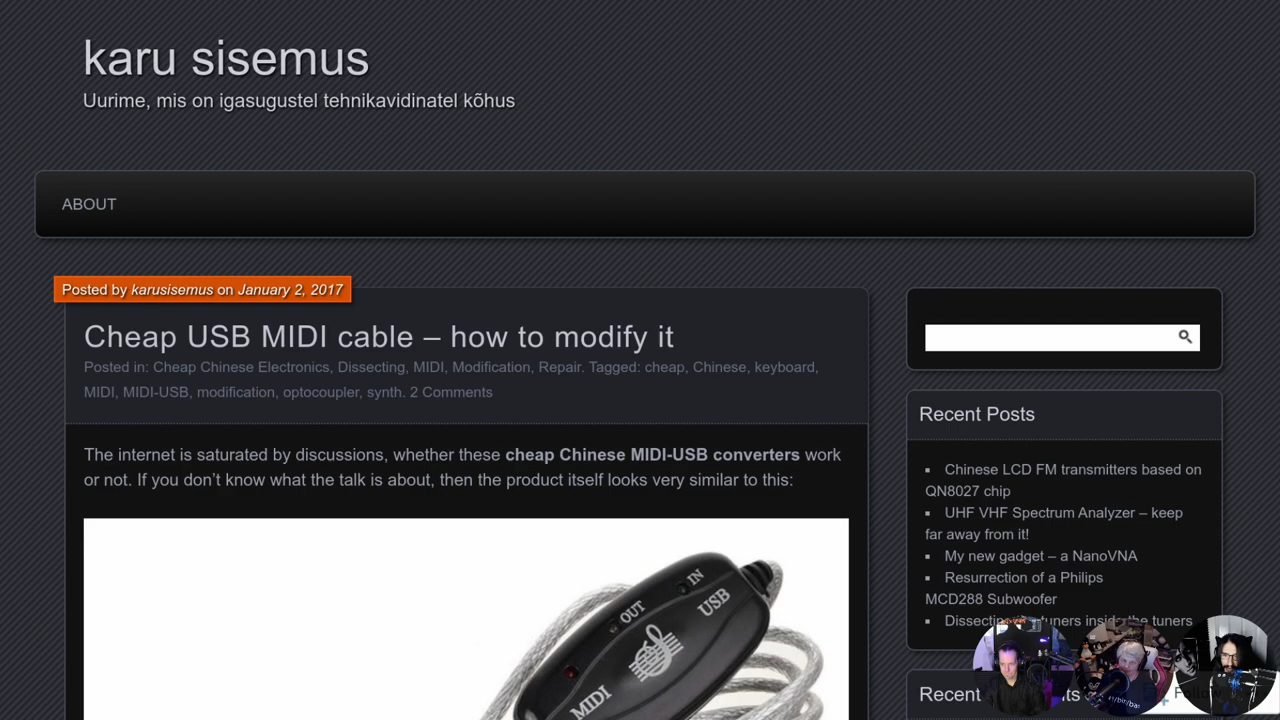 karu sisemus
Uurime, mis on igasugustel tehnikavidinatel kõhus
ABOUT
Posted by karusisemus on January 2, 2017
Cheap USB MIDI cable – how to modify it
Posted in: Cheap Chinese Electronics, Dissecting, MIDI, Modification, Repair. Tagged: cheap, Chinese, keyboard,
MIDI, MIDI-USB, modification, optocoupler, synth. 2 Comments
The internet is saturated by discussions, whether these cheap Chinese MIDI-USB converters work
or not. If you don’t know what the talk is about, then the product itself looks very similar to this:
IN
OUT
USB
MIDI
Recent Posts
Chinese LCD FM transmitters based on
QN8027 chip
UHF VHF Spectrum Analyzer – keep
far away from it!
My new gadget – a NanoVNA
Resurrection of a Philips
MCD288 Subwoofer
tuners inside the tuners
Recent
Follow